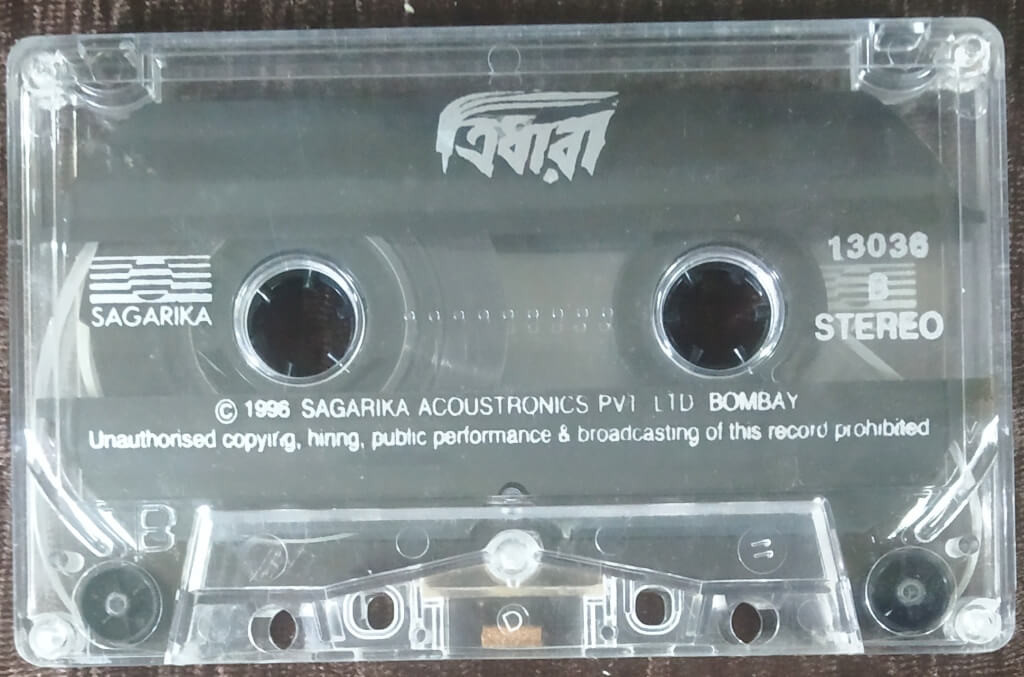 ত্রিধারা
13036
B
SAGARIKA
STEREO
© 1996 SAGARIKA ACOUSTRONICS PVT LTD BOMBAY
Unauthorised copying, hiring, public performance & broadcasting of this record prohibited
B
=
D